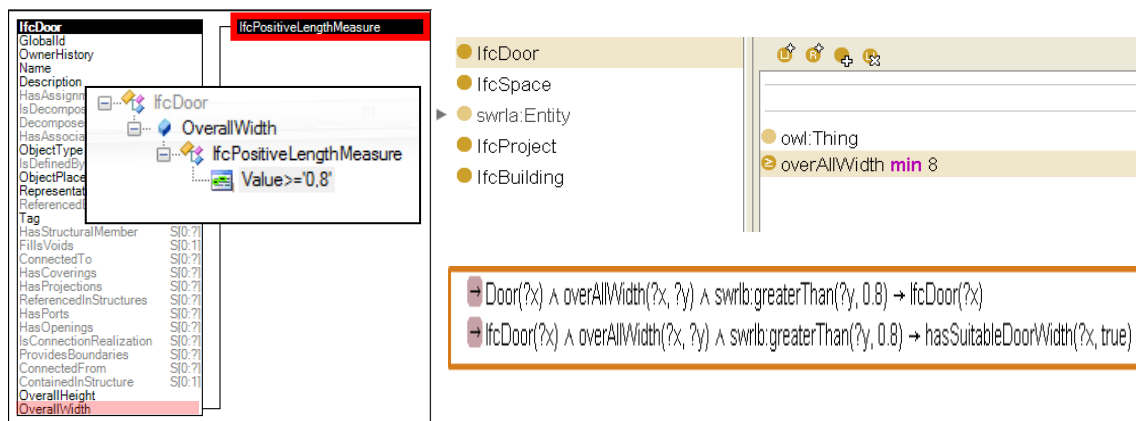 IfcDoor
GlobalId
OwnerHistory
Name
Description
HasAssignm
IsDecompos
Decompose
HasAssocia
ObjectType
IsDefinedBy
ObjectPlace
Representat
Tag
HasStructuralMember S[0:?]
FillsVoids S[0:1]
ConnectedTo S[0:?]
HasCoverings S[0:?]
HasProjections S[0:?]
ReferencedInStructures S[0:?]
HasPorts S[0:?]
HasOpenings S[0:?]
IsConnectionRealization S[0:?]
ProvidesBoundaries S[0:?]
ConnectedFrom S[0:?]
ContainedInStructure S[0:1]
OverallHeight
OverallWidth
IfcPositiveLengthMeasure
IfcDoor
OverallWidth
IfcPositiveLengthMeasure
Value>='0,8'
IfcDoor
IfcSpace
swrla:Entity
IfcProject
IfcBuilding
owl:Thing
overAllWidth min 8
→ Door(?x) ∧ overAllWidth(?x, ?y) ∧ swrlb:greaterThan(?y, 0.8) → IfcDoor(?x)
→ IfcDoor(?x) ∧ overAllWidth(?x, ?y) ∧ swrlb:greaterThan(?y, 0.8) → hasSuitableDoorWidth(?x, true)